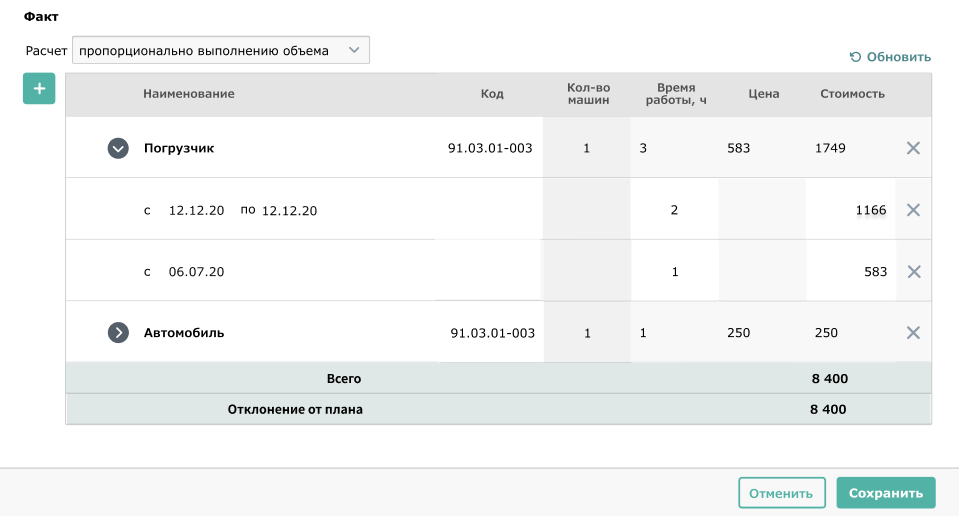 Факт
Расчет пропорционально выполнению объема
Обновить
+
Наименование Код Кол-во машин Время работы, ч Цена Стоимость
Погрузчик 91.03.01-003 1 3 583 1749
с 12.12.20 по 12.12.20 2 1166
с 06.07.20 1 583
Автомобиль 91.03.01-003 1 1 250 250
Всего 8 400
Отклонение от плана 8 400
Отменить Сохранить